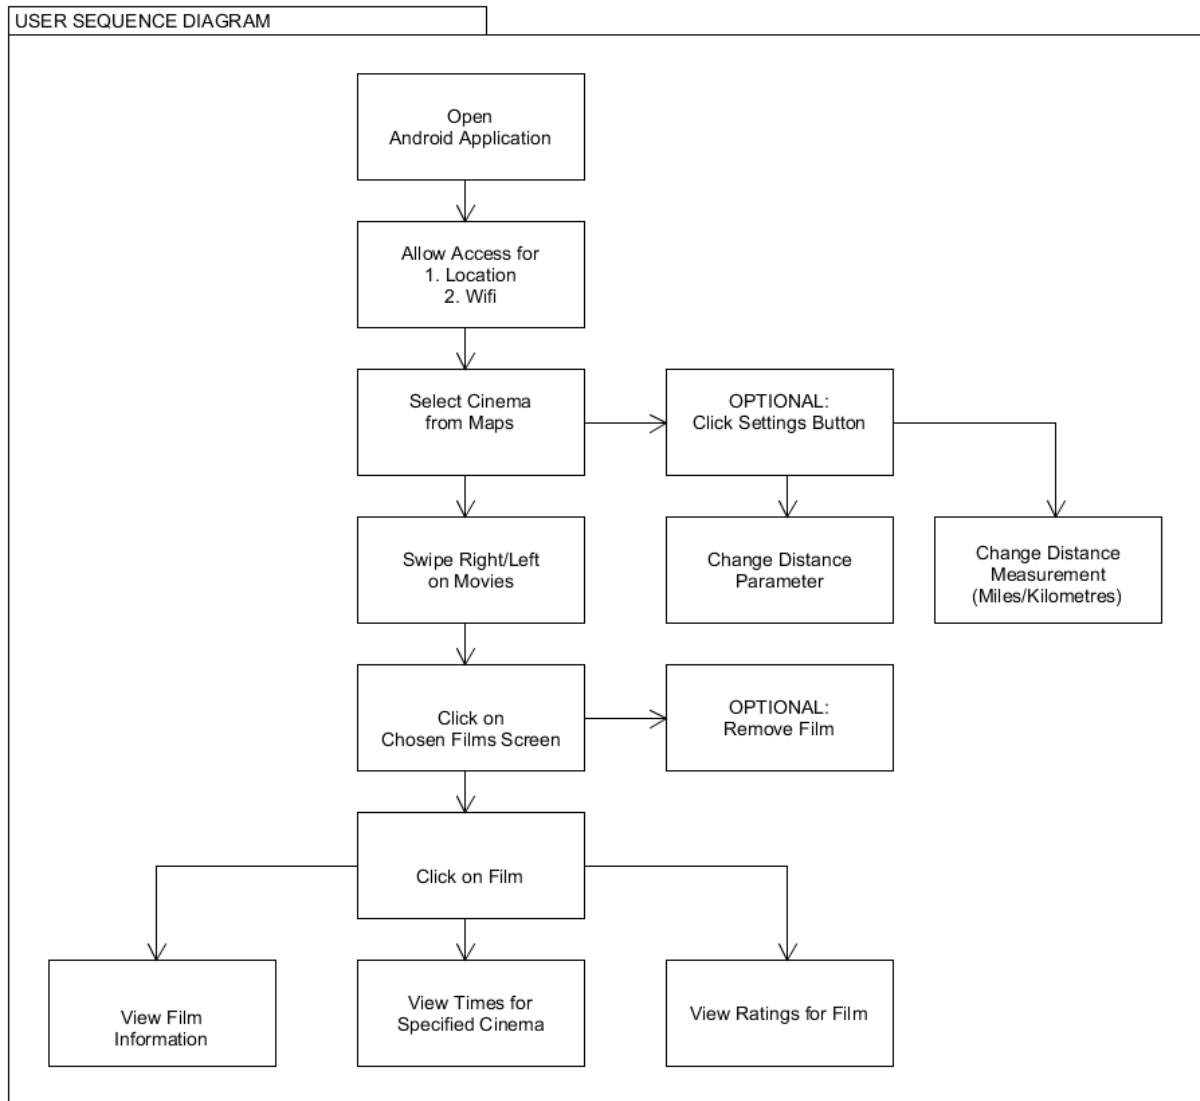 USER SEQUENCE DIAGRAM
Open
Android Application
Allow Access for
1. Location
2. Wifi
Select Cinema
from Maps
OPTIONAL:
Click Settings Button
Swipe Right/Left
on Movies
Change Distance
Parameter
Change Distance
Measurement
(Miles/Kilometres)
Click on
Chosen Films Screen
OPTIONAL:
Remove Film
Click on Film
View Film
Information
View Times for
Specified Cinema
View Ratings for Film